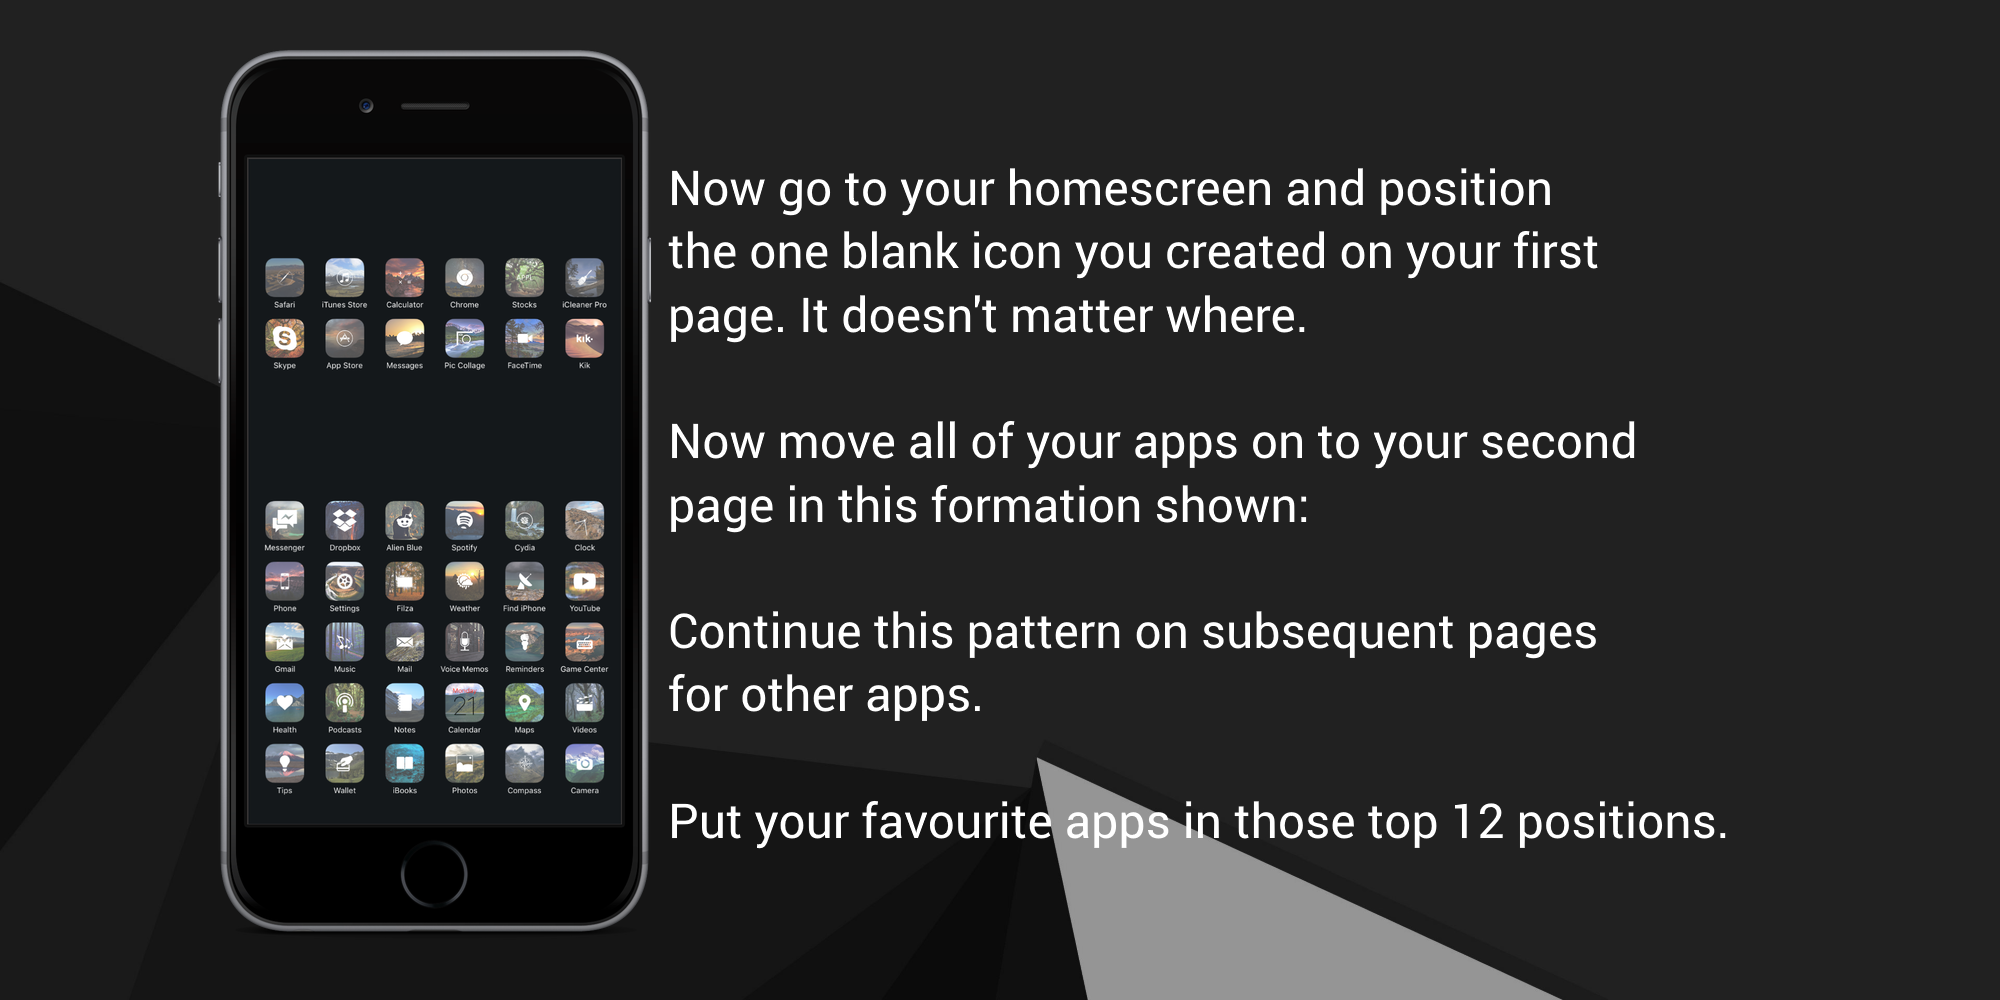 Now go to your homescreen and position
the one blank icon you created on your first
page. It doesn't matter where.
Now move all of your apps on to your second
page in this formation shown:
Continue this pattern on subsequent pages
for other apps.
Put your favourite apps in those top 12 positions.
APPL
Safari iTunes Store Calculator Chrome Stocks iCleaner Pro
S kik
Skype App Store Messages Pic Collage FaceTime Kik
Messenger Dropbox Alien Blue Spotify Cydia Clock
Phone Settings Filza Weather Find iPhone YouTube
Gmail Music Mail Voice Memos Reminders Game Center
Monday
21
Health Podcasts Notes Calendar Maps Videos
Tips Wallet iBooks Photos Compass Camera